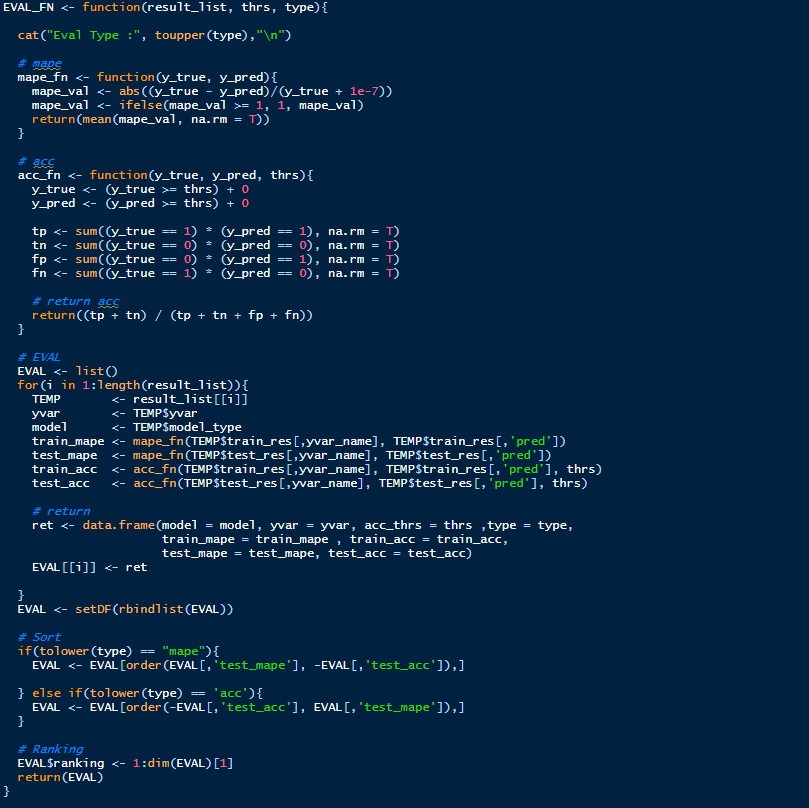 EVAL_FN <- function(result_list, thrs, type){
cat("Eval Type :", toupper(type),"\n")
# mape
mape_fn <- function(y_true, y_pred){
mape_val <- abs((y_true - y_pred)/(y_true + 1e-7))
mape_val <- ifelse(mape_val >= 1, 1, mape_val)
return(mean(mape_val, na.rm = T))
}
# acc
acc_fn <- function(y_true, y_pred, thrs){
y_true <- (y_true >= thrs) + 0
y_pred <- (y_pred >= thrs) + 0
tp <- sum((y_true == 1) * (y_pred == 1), na.rm = T)
tn <- sum((y_true == 0) * (y_pred == 0), na.rm = T)
fp <- sum((y_true == 0) * (y_pred == 1), na.rm = T)
fn <- sum((y_true == 1) * (y_pred == 0), na.rm = T)
# return acc
return((tp + tn) / (tp + tn + fp + fn))
}
# EVAL
EVAL <- list()
for(i in 1:length(result_list)){
TEMP <- result_list[[i]]
yvar <- TEMP$yvar
model <- TEMP$model_type
train_mape <- mape_fn(TEMP$train_res[,yvar_name], TEMP$train_res[,'pred'])
test_mape <- mape_fn(TEMP$test_res[,yvar_name], TEMP$test_res[,'pred'])
train_acc <- acc_fn(TEMP$train_res[,yvar_name], TEMP$train_res[,'pred'], thrs)
test_acc <- acc_fn(TEMP$test_res[,yvar_name], TEMP$test_res[,'pred'], thrs)
# return
ret <- data.frame(model = model, yvar = yvar, acc_thrs = thrs ,type = type,
train_mape = train_mape , train_acc = train_acc,
test_mape = test_mape, test_acc = test_acc)
EVAL[[i]] <- ret
}
EVAL <- setDF(rbindlist(EVAL))
# Sort
if(tolower(type) == "mape"){
EVAL <- EVAL[order(EVAL[,'test_mape'], -EVAL[,'test_acc']),]
} else if(tolower(type) == 'acc'){
EVAL <- EVAL[order(-EVAL[,'test_acc'], EVAL[,'test_mape']),]
}
# Ranking
EVAL$ranking <- 1:dim(EVAL)[1]
return(EVAL)
}